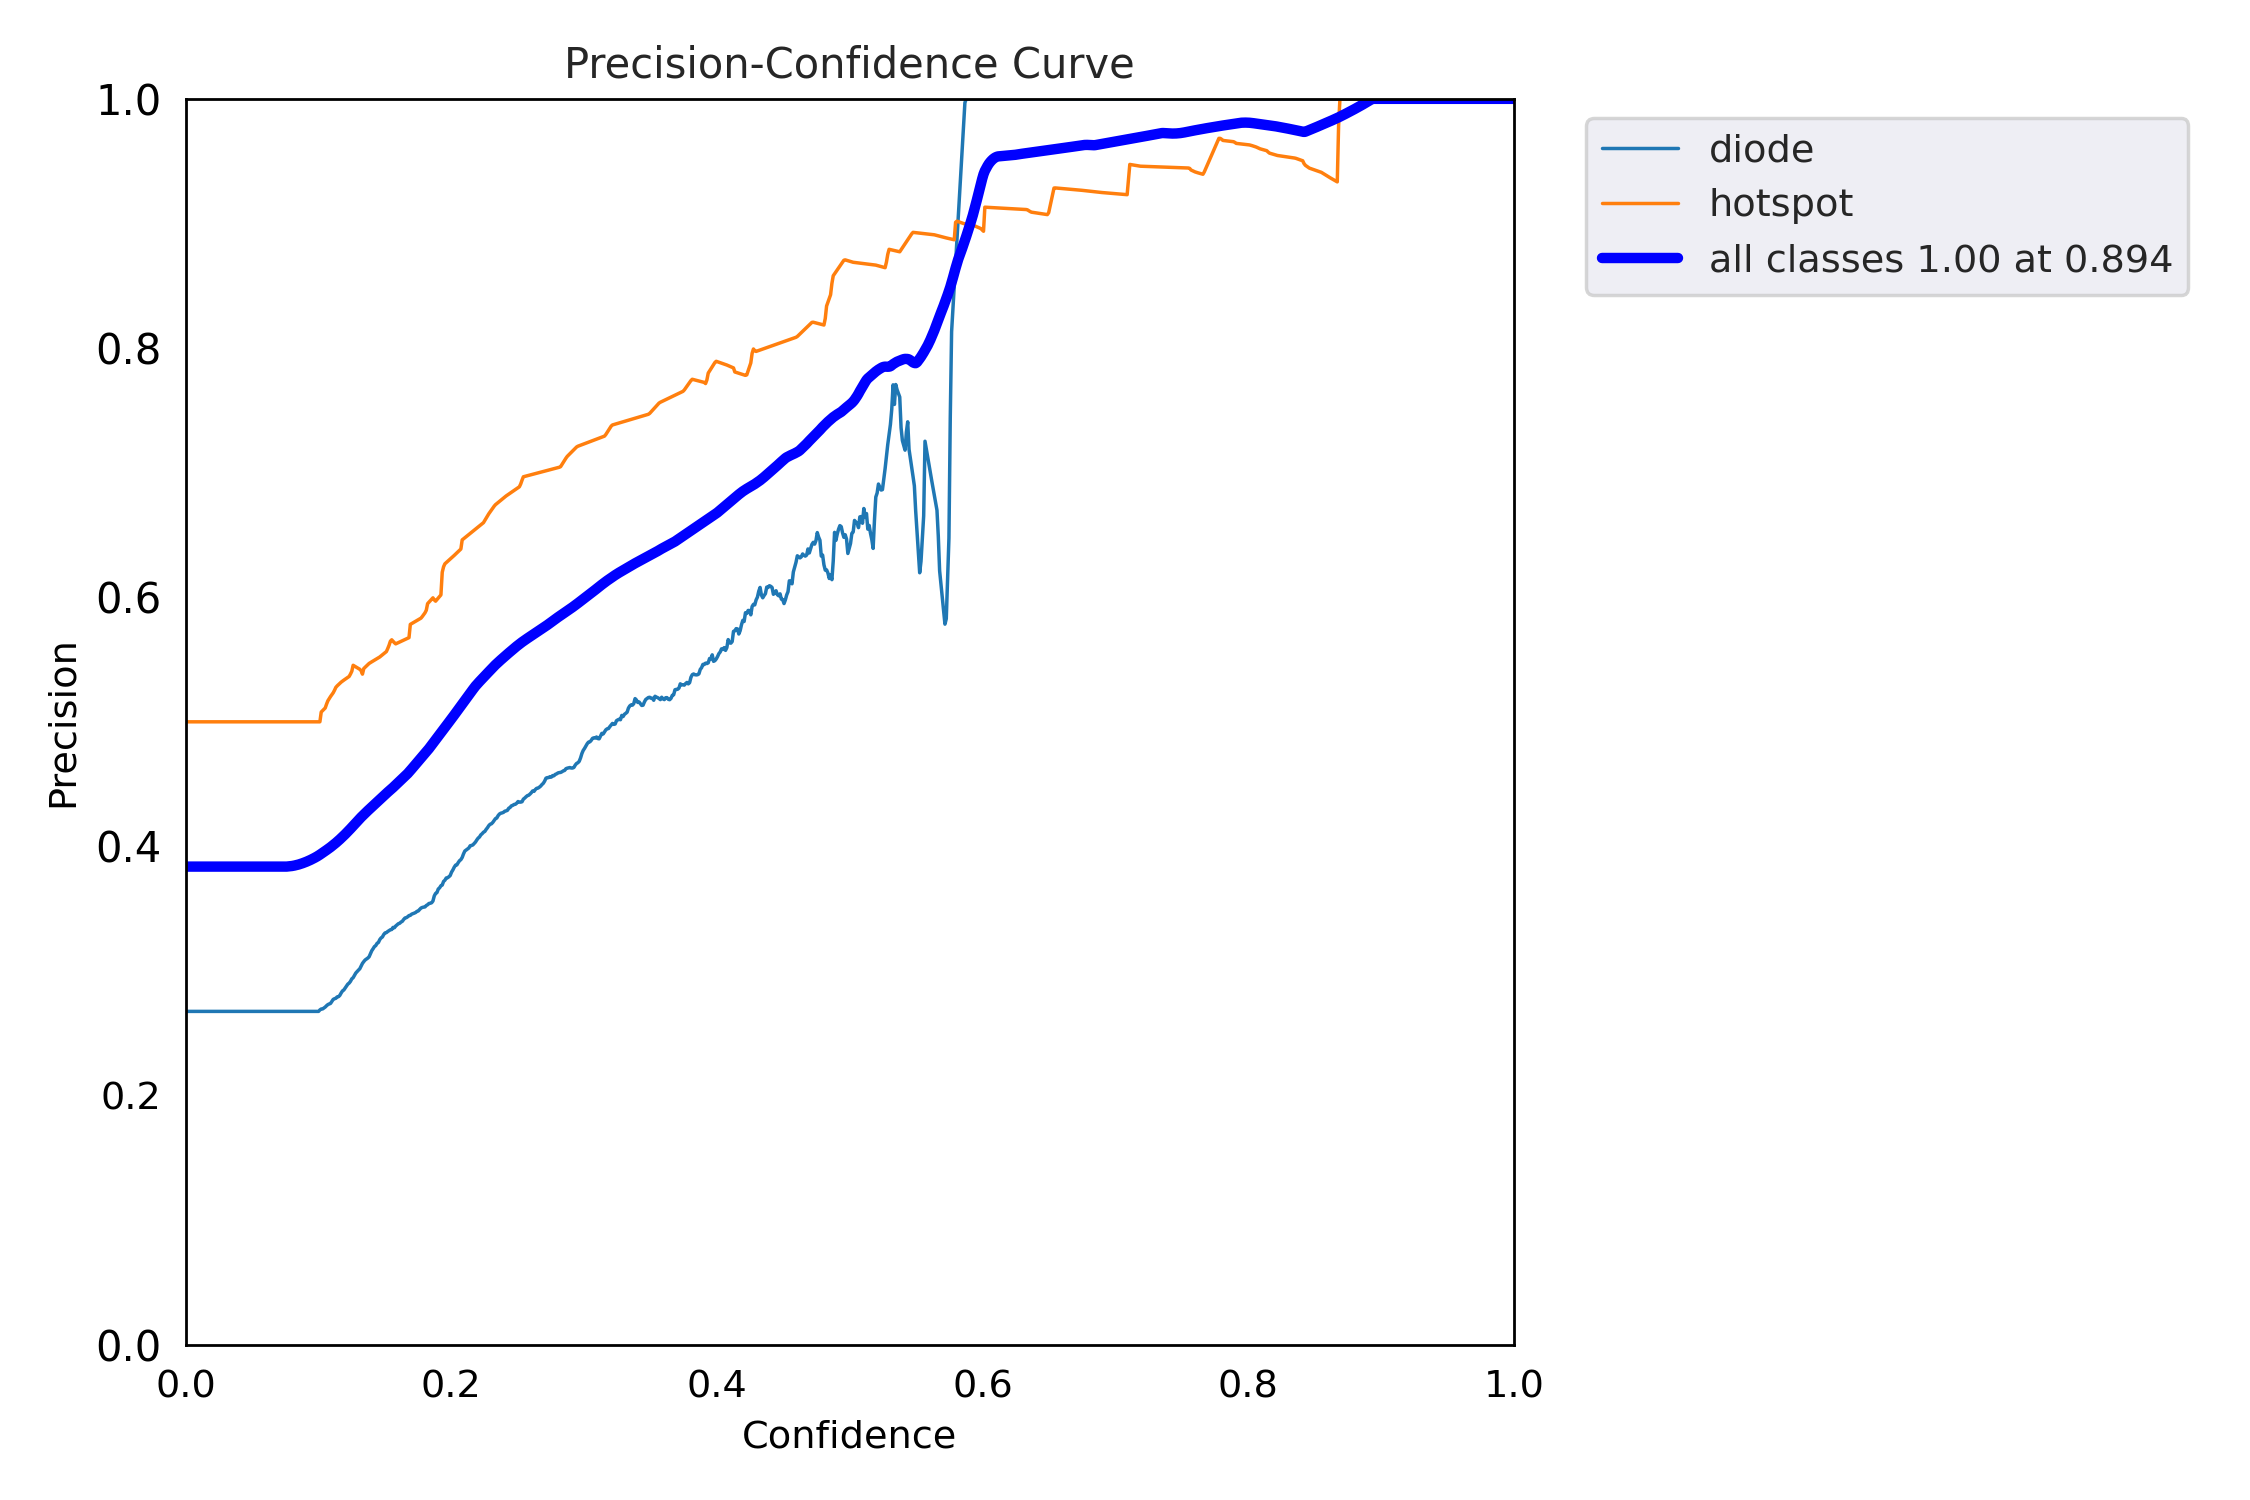 Precision-Confidence Curve
1.0
0.8
0.6
0.4
0.2
0.0
Precision
0.0 0.2 0.4 0.6 0.8 1.0
Confidence
diode
hotspot
all classes 1.00 at 0.894